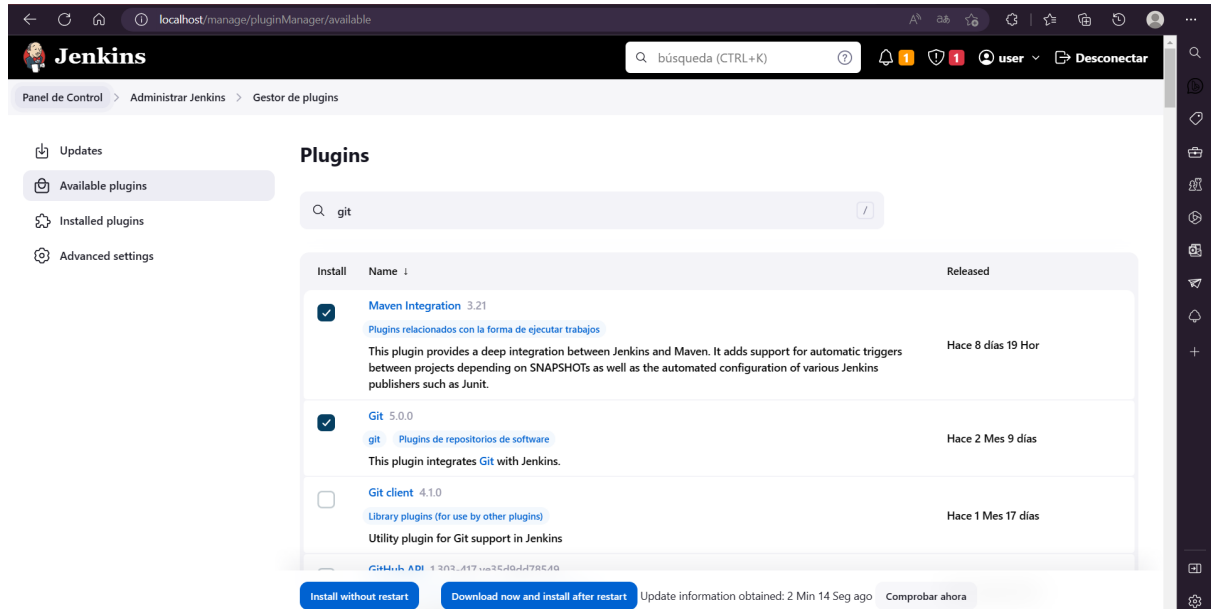 localhost/manage/pluginManager/available
Jenkins
búsqueda (CTRL+K)
1
1
user
Desconectar
Panel de Control > Administrar Jenkins > Gestor de plugins
Updates
Available plugins
Installed plugins
Advanced settings
Plugins
git
/
Install Name ↓ Released
Maven Integration 3.21
Plugins relacionados con la forma de ejecutar trabajos
This plugin provides a deep integration between Jenkins and Maven. It adds support for automatic triggers
between projects depending on SNAPSHOTs as well as the automated configuration of various Jenkins
publishers such as Junit.
Hace 8 días 19 Hor
Git 5.0.0
git Plugins de repositorios de software
This plugin integrates Git with Jenkins.
Hace 2 Mes 9 días
Git client 4.1.0
Library plugins (for use by other plugins)
Utility plugin for Git support in Jenkins
Hace 1 Mes 17 días
GitHub API 1.303-417.ve35d9dd78549
Install without restart Download now and install after restart Update information obtained: 2 Min 14 Seg ago Comprobar ahora